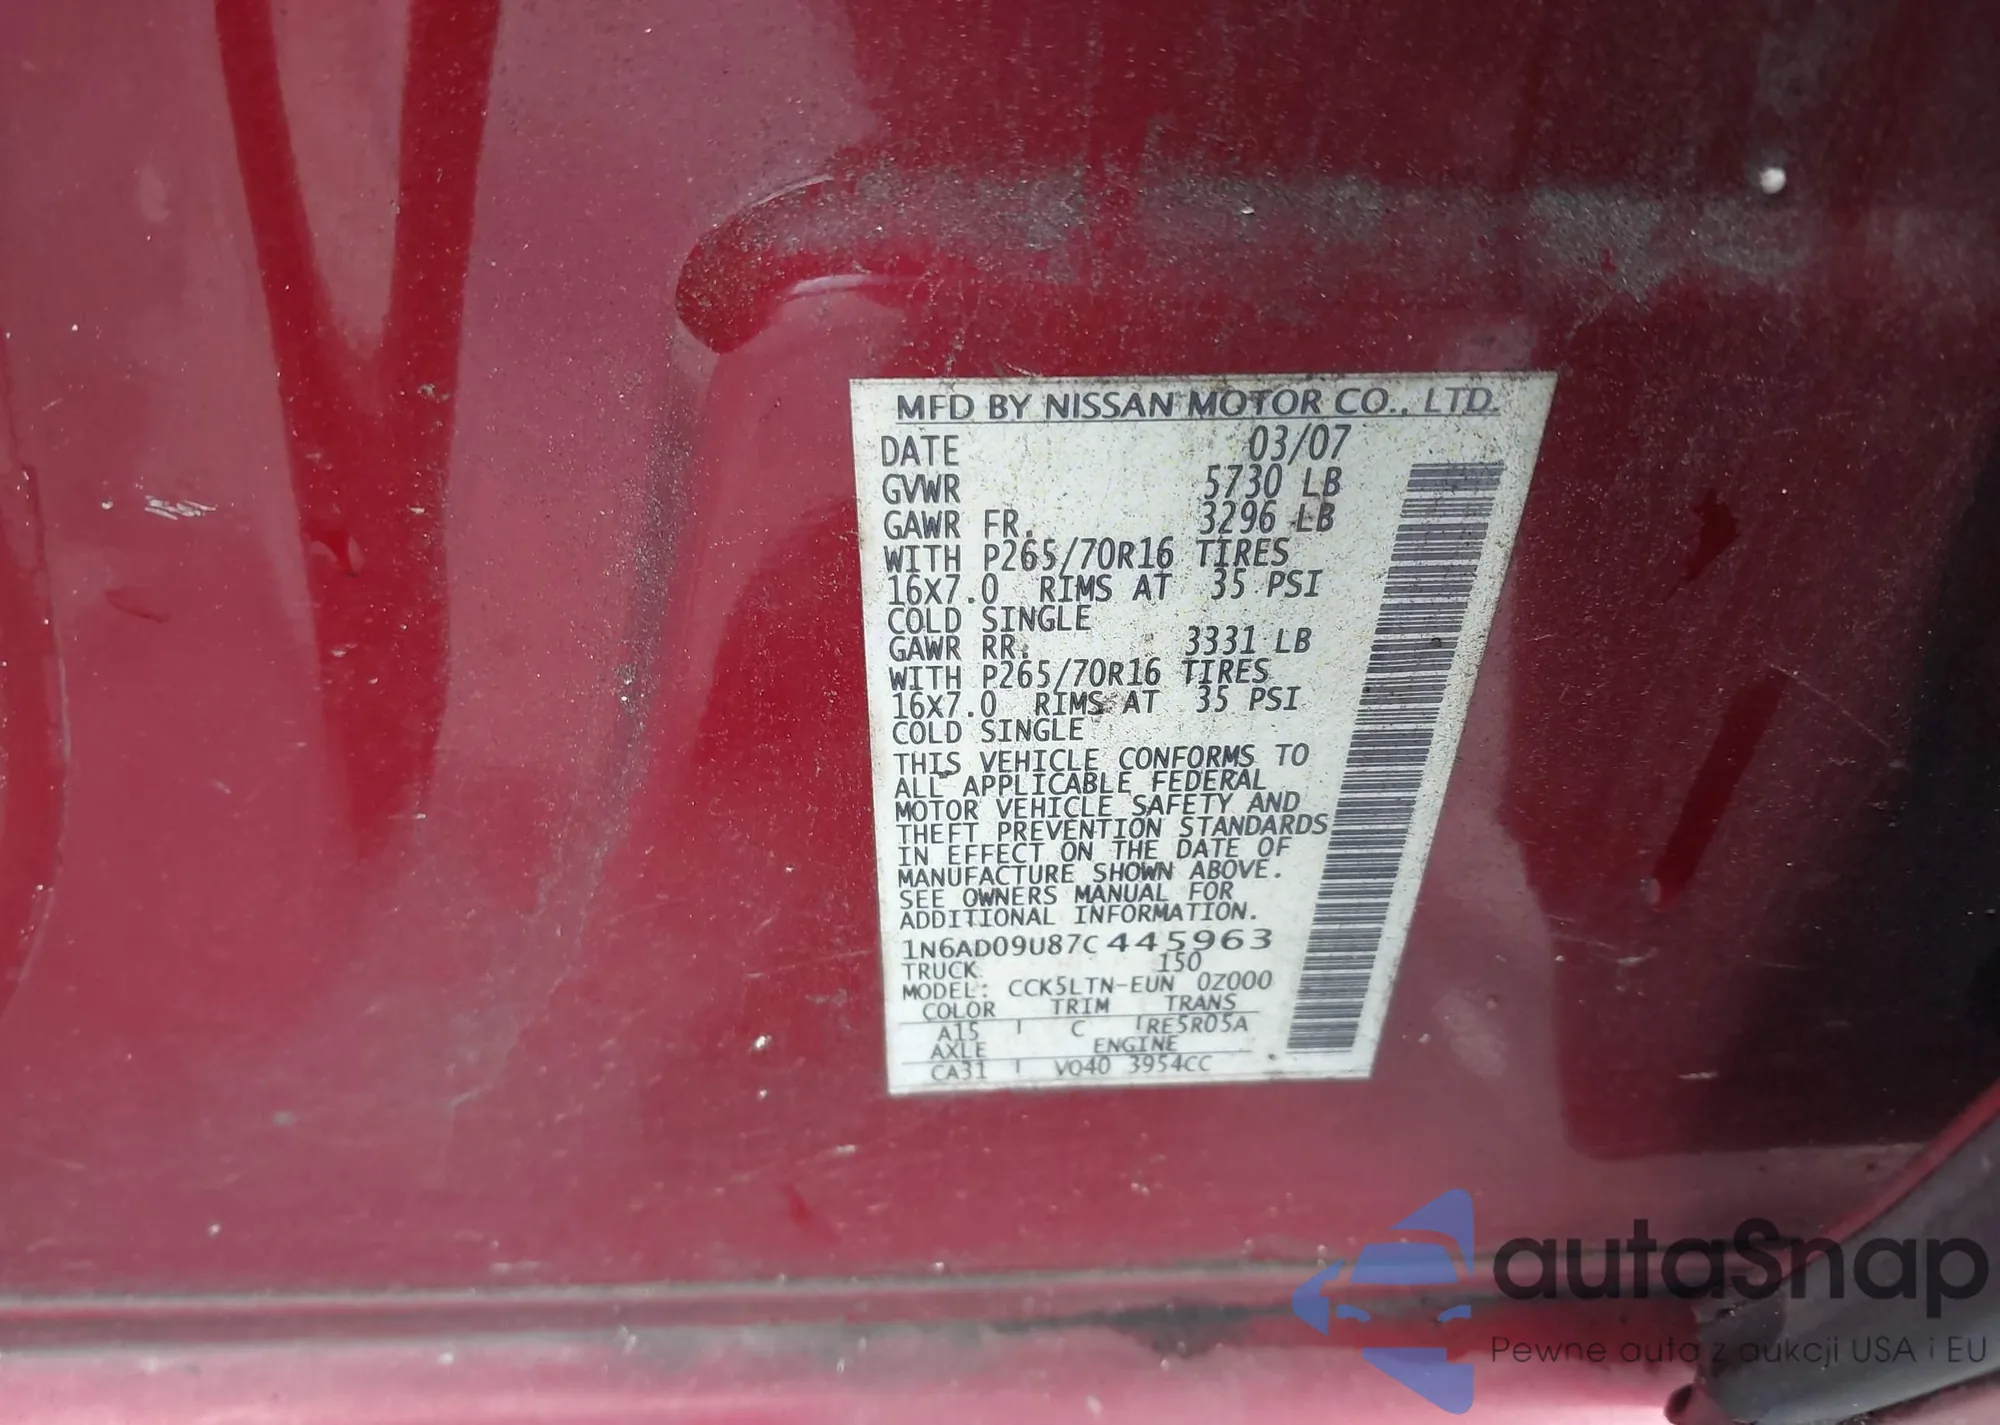 MFD BY NISSAN MOTOR CO., LTD.
DATE 03/07
GVWR 5730 LB
GAWR FR. 3296 LB
WITH P265/70R16 TIRES
16X7.0 RIMS AT 35 PSI
COLD SINGLE
GAWR RR. 3331 LB
WITH P265/70R16 TIRES
16X7.0 RIMS AT 35 PSI
COLD SINGLE
THIS VEHICLE CONFORMS TO
ALL APPLICABLE FEDERAL
MOTOR VEHICLE SAFETY AND
THEFT PREVENTION STANDARDS
IN EFFECT ON THE DATE OF
MANUFACTURE SHOWN ABOVE.
SEE OWNERS MANUAL FOR
ADDITIONAL INFORMATION.
1N6AD09U87C 445963
TRUCK 150
MODEL: CCK5LTN-EUN 0Z000
COLOR TRIM TRANS
A15 C RE5R05A
AXLE ENGINE
CA31 VQ40 3954CC
autaSnap
Pewne auta z aukcji USA i EU